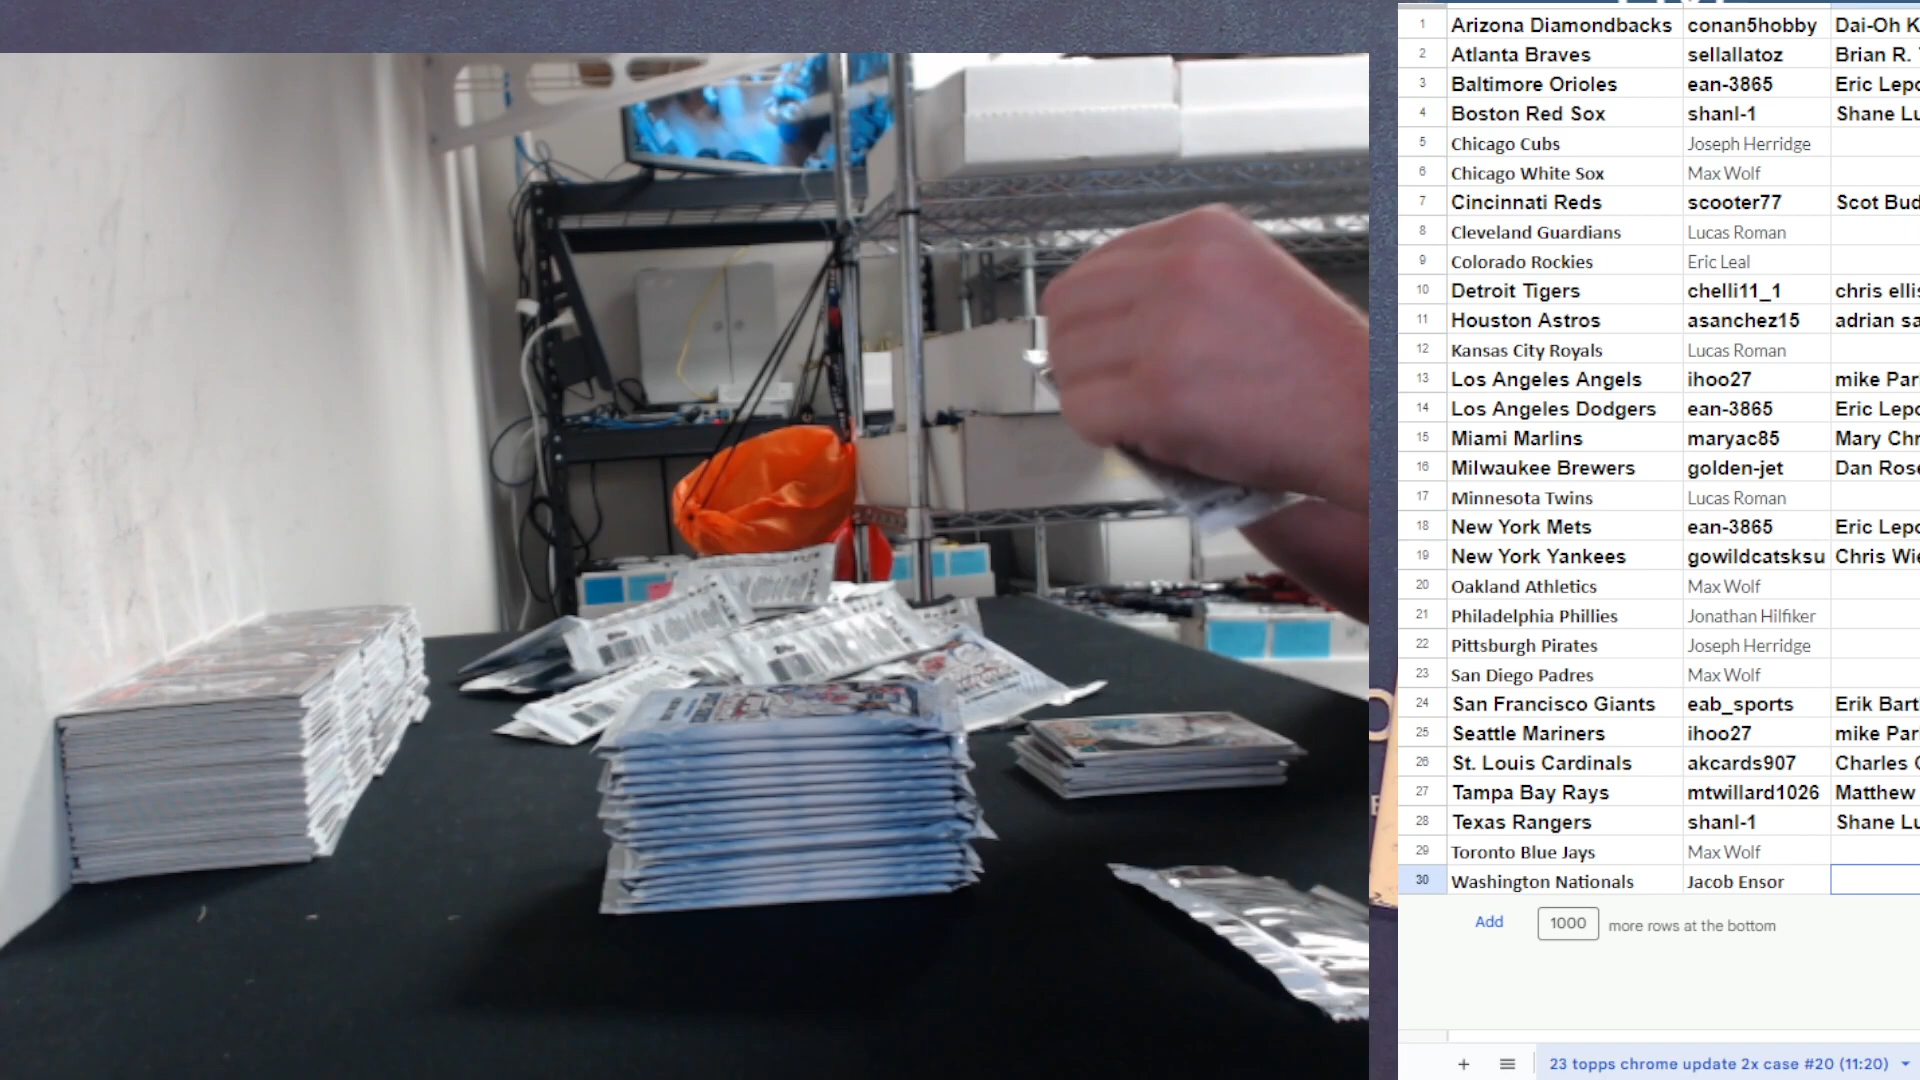 1 Arizona Diamondbacks conan5hobby Dai-Oh K
2 Atlanta Braves sellallatoz Brian R.
3 Baltimore Orioles ean-3865 Eric Lepo
4 Boston Red Sox shanl-1 Shane Lu
5 Chicago Cubs Joseph Herridge
6 Chicago White Sox Max Wolf
7 Cincinnati Reds scooter77 Scot Bud
8 Cleveland Guardians Lucas Roman
9 Colorado Rockies Eric Leal
10 Detroit Tigers chelli11_1 chris ellis
11 Houston Astros asanchez15 adrian sa
12 Kansas City Royals Lucas Roman
13 Los Angeles Angels ihoo27 mike Par
14 Los Angeles Dodgers ean-3865 Eric Lepo
15 Miami Marlins maryac85 Mary Chr
16 Milwaukee Brewers golden-jet Dan Rose
17 Minnesota Twins Lucas Roman
18 New York Mets ean-3865 Eric Lepo
19 New York Yankees gowildcatsksu Chris Wie
20 Oakland Athletics Max Wolf
21 Philadelphia Phillies Jonathan Hilfiker
22 Pittsburgh Pirates Joseph Herridge
23 San Diego Padres Max Wolf
24 San Francisco Giants eab_sports Erik Bart
25 Seattle Mariners ihoo27 mike Par
26 St. Louis Cardinals akcards907 Charles
27 Tampa Bay Rays mtwillard1026 Matthew
28 Texas Rangers shanl-1 Shane Lu
29 Toronto Blue Jays Max Wolf
30 Washington Nationals Jacob Ensor
Add 1000 more rows at the bottom
+ 23 topps chrome update 2x case #20 (11:20)